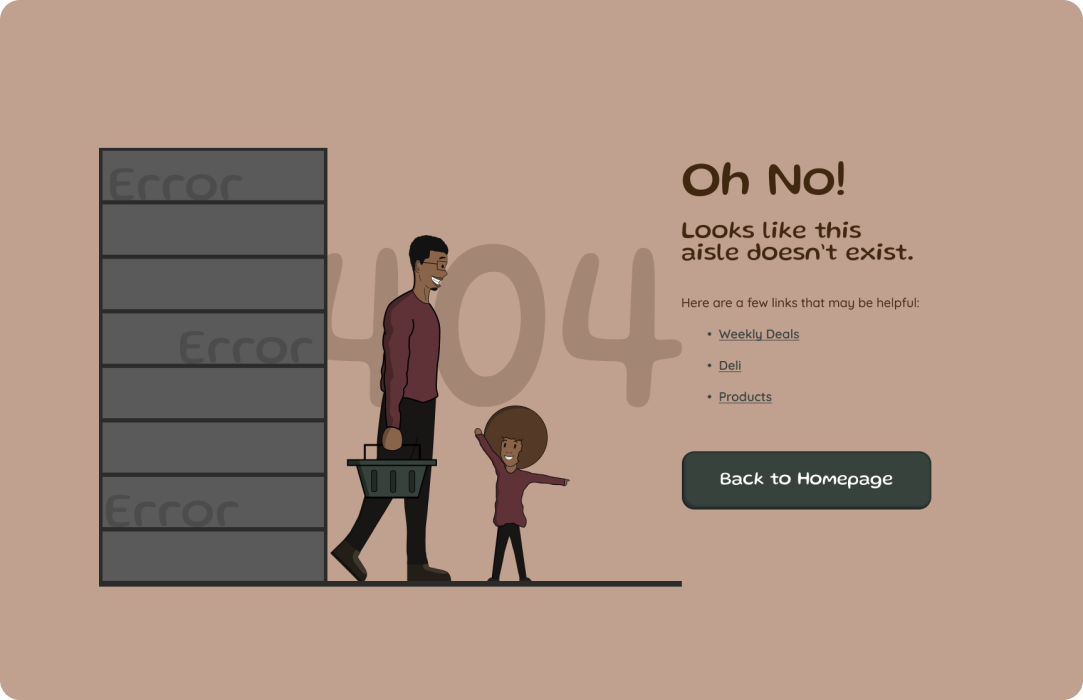 Error
Error
Error
404
Oh No!
Looks like this
aisle doesn't exist.
Here are a few links that may be helpful:
• Weekly Deals
• Deli
• Products
Back to Homepage